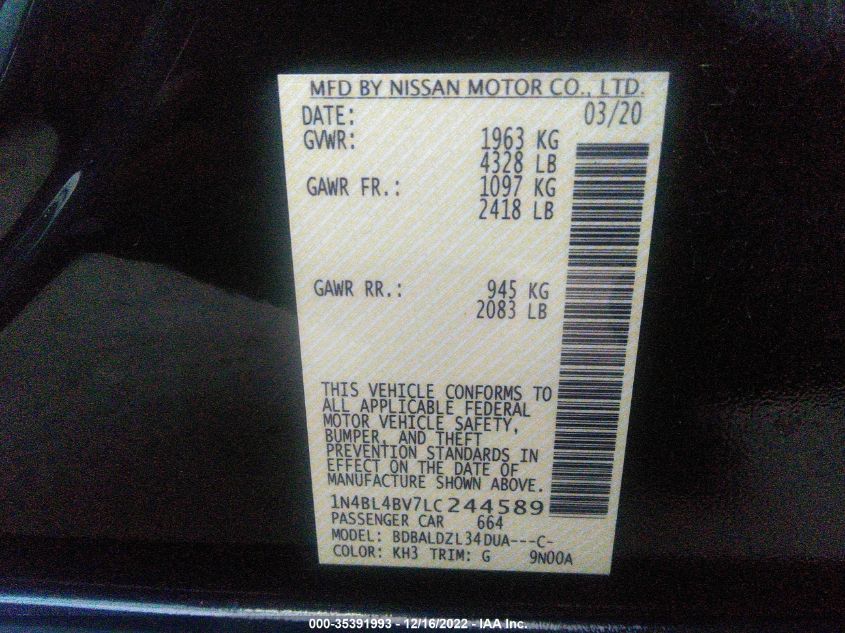 MFD BY NISSAN MOTOR CO., LTD.
DATE: 03/20
GVWR: 1963 KG
4328 LB
GAWR FR.: 1097 KG
2418 LB
GAWR RR.: 945 KG
2083 LB
THIS VEHICLE CONFORMS TO
ALL APPLICABLE FEDERAL
MOTOR VEHICLE SAFETY,
BUMPER, AND THEFT
PREVENTION STANDARDS IN
EFFECT ON THE DATE OF
MANUFACTURE SHOWN ABOVE.
1N4BL4BV7LC244589
PASSENGER CAR 664
MODEL: BDBALDZL34DUA---C-
COLOR: KH3 TRIM: G 9N00A
000-35391993 - 12/16/2022 - IAA Inc.